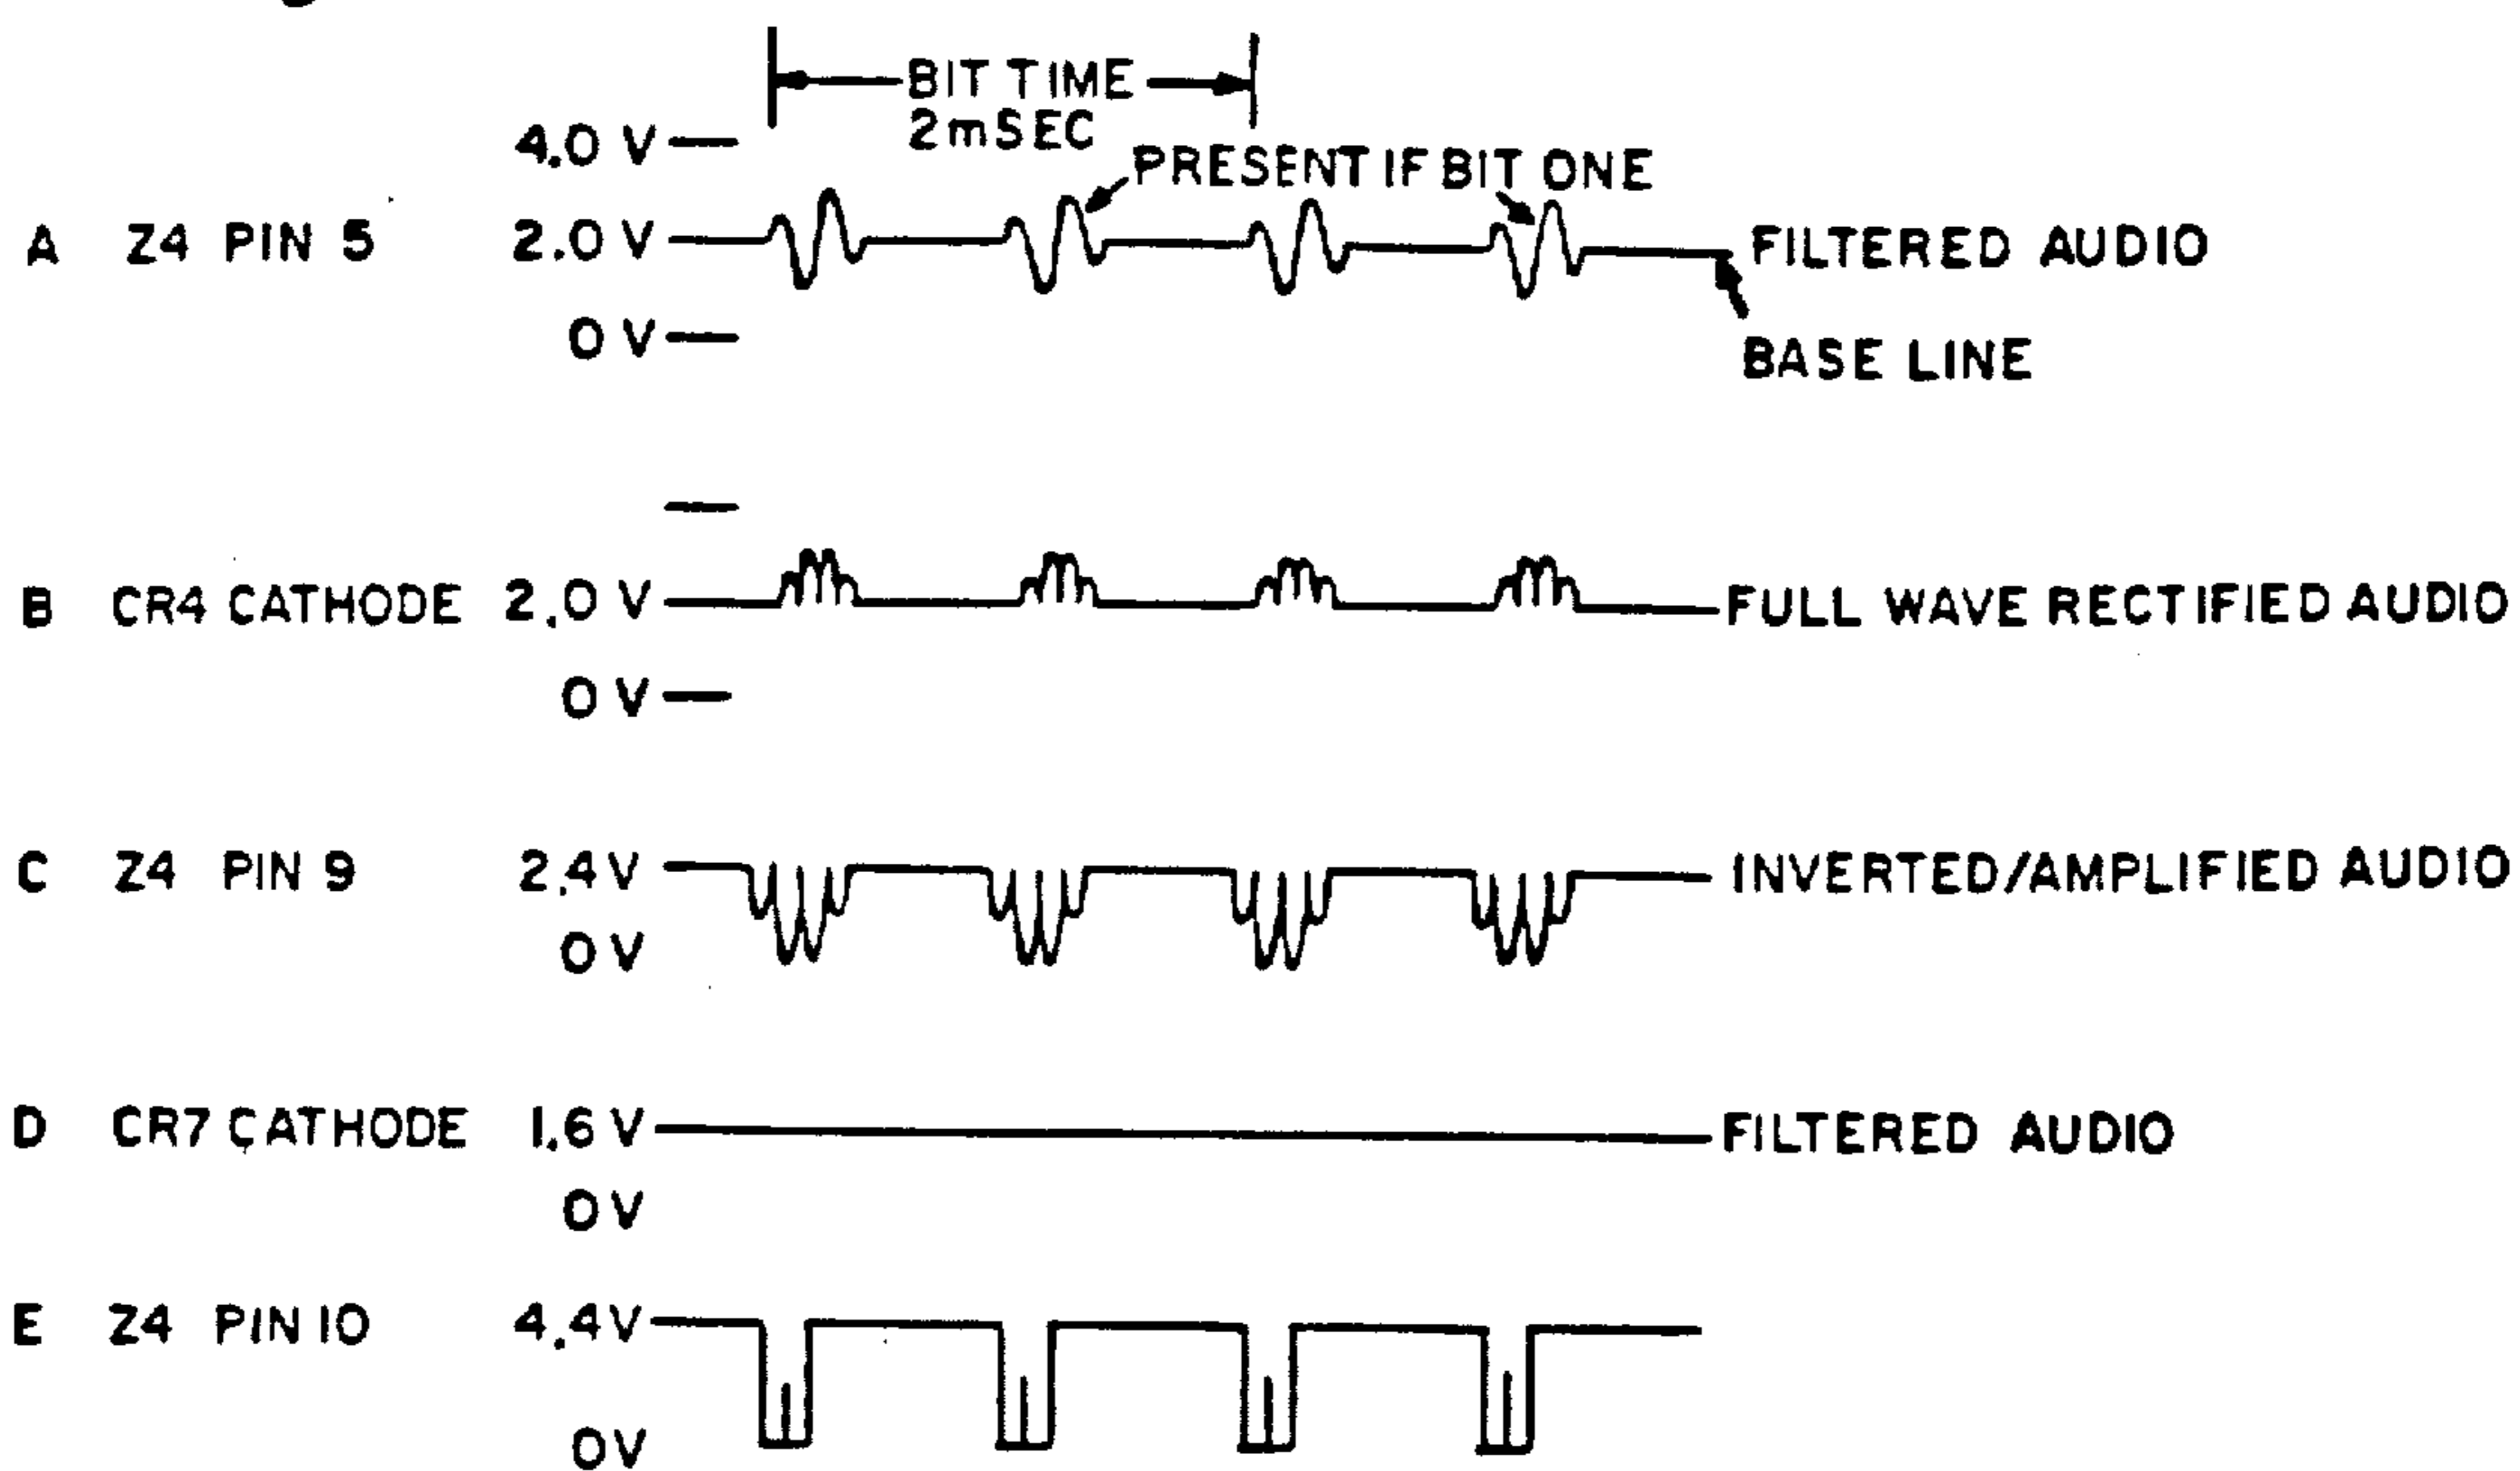 BIT TIME
2mSEC
4.0 V
PRESENT IF BIT ONE
A Z4 PIN 5 2.0 V FILTERED AUDIO
0 V
BASE LINE
B CR4 CATHODE 2.0 V FULL WAVE RECTIFIED AUDIO
0 V
C Z4 PIN 9 2.4V INVERTED/AMPLIFIED AUDIO
0V
D CR7 CATHODE 1.6V FILTERED AUDIO
0V
E Z4 PIN 10 4.4V
0V